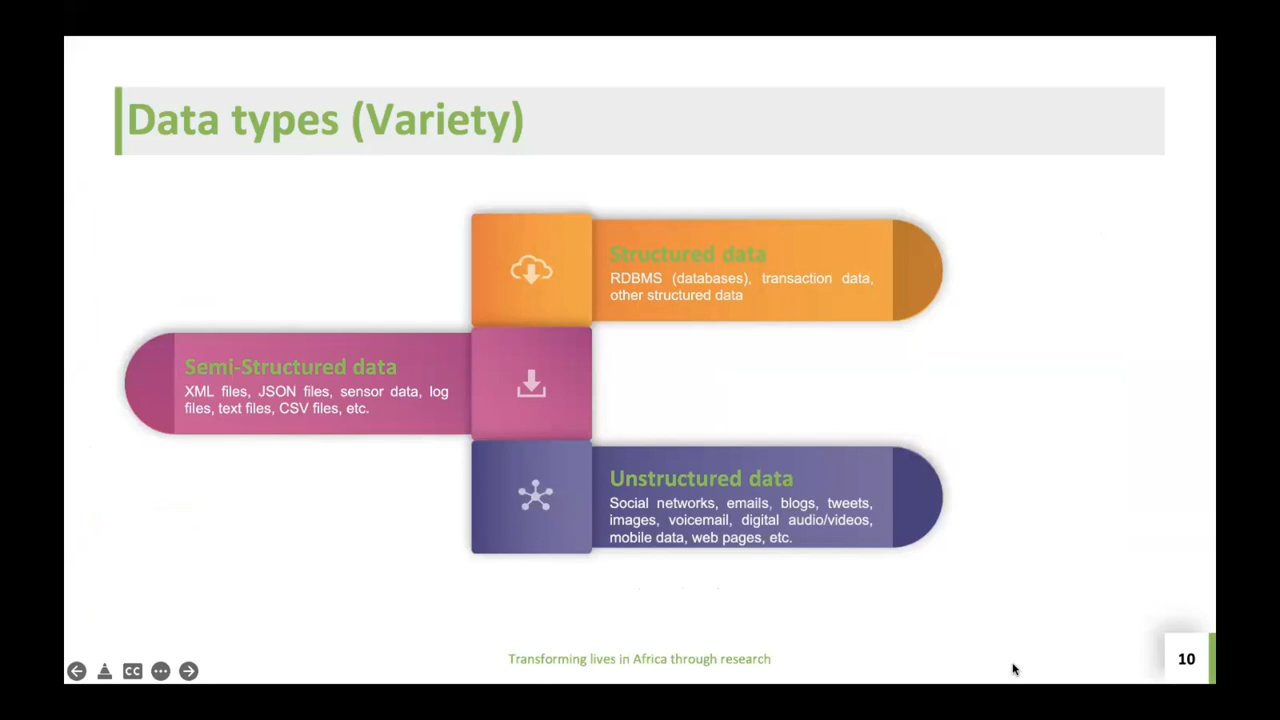 Data types (Variety)
Structured data
RDBMS (databases), transaction data,
other structured data
Semi-Structured data
XML files, JSON files, sensor data, log
files, text files, CSV files, etc.
Unstructured data
Social networks, emails, blogs, tweets,
images, voicemail, digital audio/videos,
mobile data, web pages, etc.
CC
Transforming lives in Africa through research
10